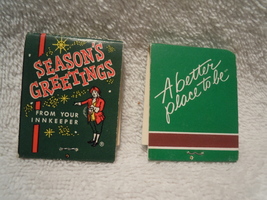 SEASON'S
GREETINGS
FROM YOUR
INNKEEPER
®
A better
place to be